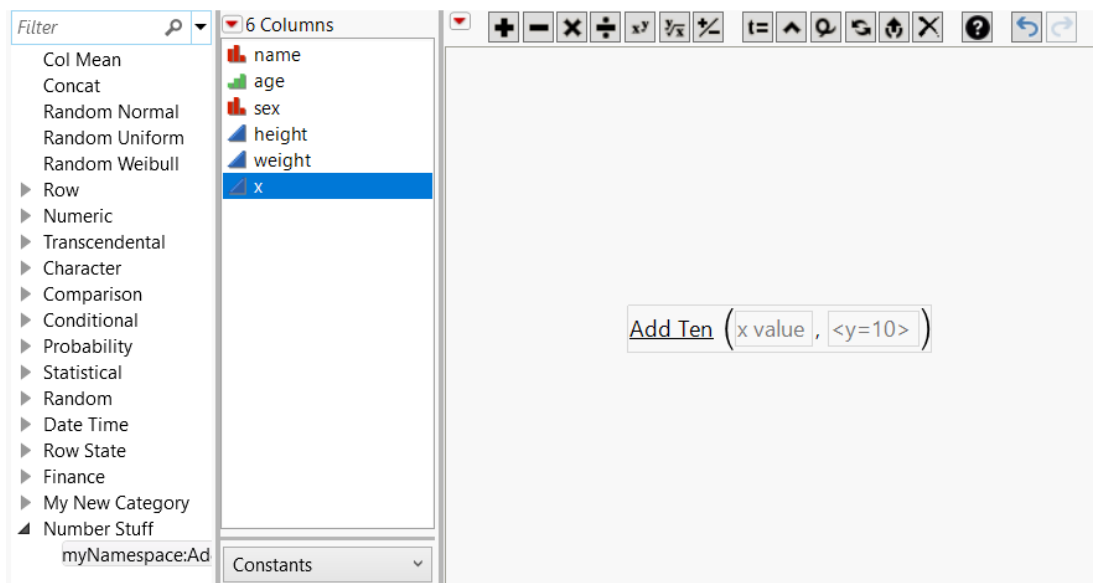 Filter
Col Mean
Concat
Random Normal
Random Uniform
Random Weibull
Row
Numeric
Transcendental
Character
Comparison
Conditional
Probability
Statistical
Random
Date Time
Row State
Finance
My New Category
Number Stuff
myNamespace:Ad
6 Columns
name
age
sex
height
weight
x
Constants
xʸ
ʸ√x
+/−
t=
Add Ten (x value , <y=10>)